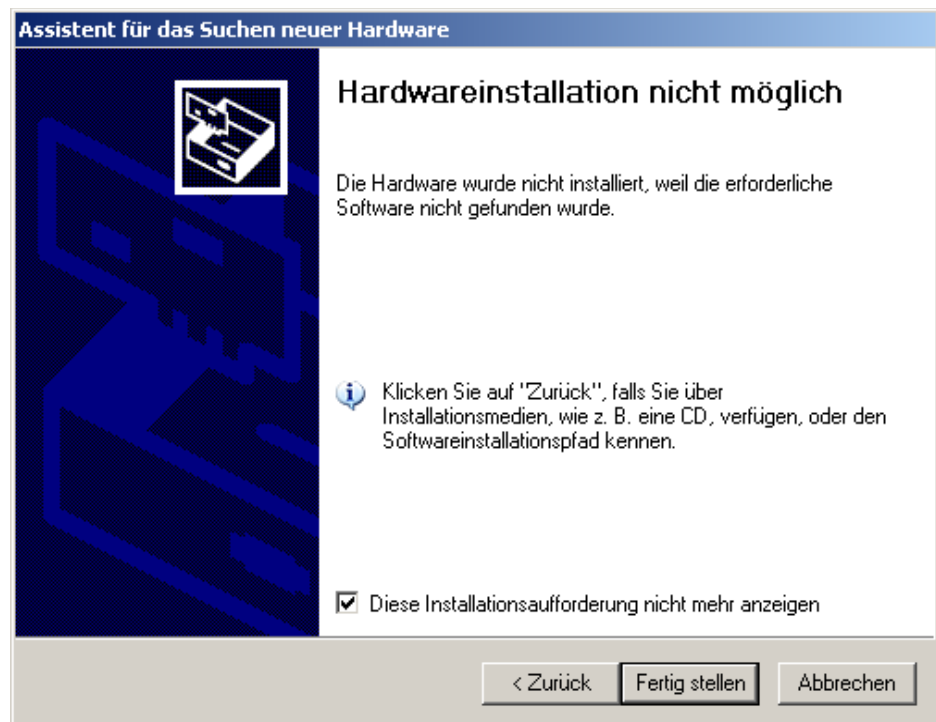 Assistent für das Suchen neuer Hardware
Hardwareinstallation nicht möglich
Die Hardware wurde nicht installiert, weil die erforderliche
Software nicht gefunden wurde.
Klicken Sie auf "Zurück", falls Sie über
Installationsmedien, wie z. B. eine CD, verfügen, oder den
Softwareinstallationspfad kennen.
Diese Installationsaufforderung nicht mehr anzeigen
< Zurück Fertig stellen Abbrechen